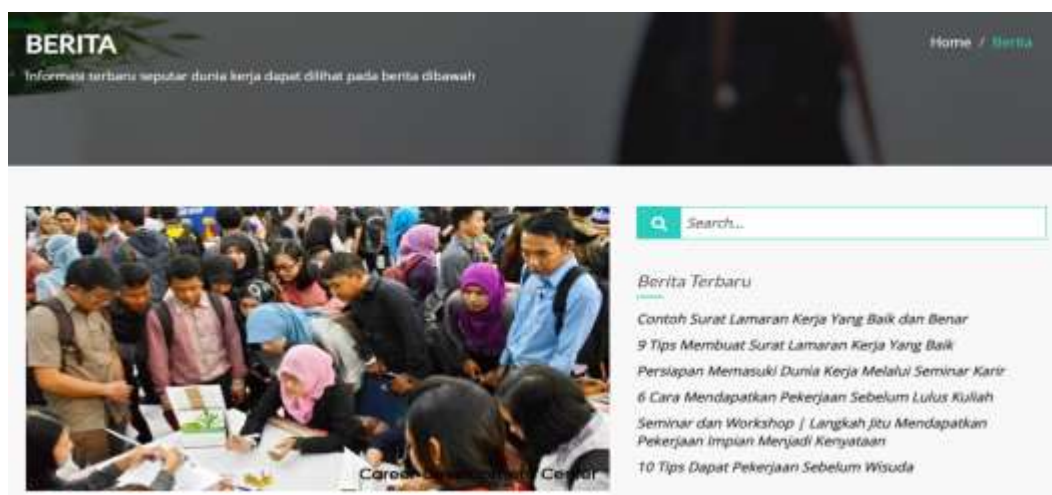 BERITA
Home / Berita
Informasi terbaru seputar dunia kerja dapat dilihat pada berita dibawah
Search...
Berita Terbaru
Contoh Surat Lamaran Kerja Yang Baik dan Benar
9 Tips Membuat Surat Lamaran Kerja Yang Baik
Persiapan Memasuki Dunia Kerja Melalui Seminar Karir
6 Cara Mendapatkan Pekerjaan Sebelum Lulus Kuliah
Seminar dan Workshop | Langkah Jitu Mendapatkan
Pekerjaan Impian Menjadi Kenyataan
10 Tips Dapat Pekerjaan Sebelum Wisuda
Career Development Center